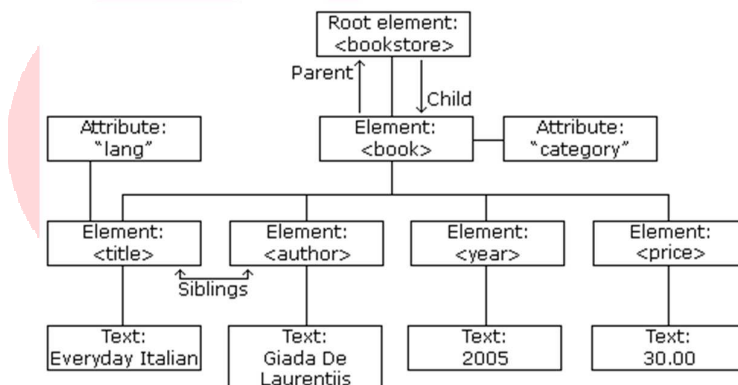 Root element:
<bookstore>
Parent
Child
Attribute:
"lang"
Element:
<book>
Attribute:
"category"
Element:
<title>
Element:
<author>
Element:
<year>
Element:
<price>
Siblings
Text:
Everyday Italian
Text:
Giada De
Laurentiis
Text:
2005
Text:
30.00